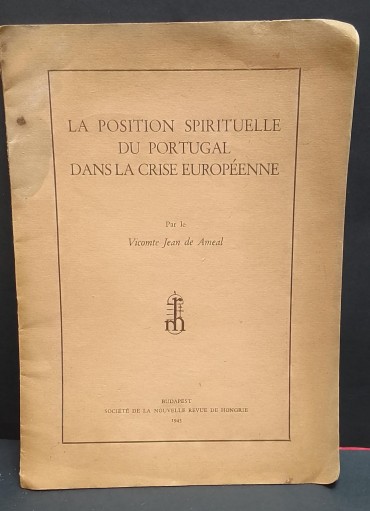 LA POSITION SPIRITUELLE
DU PORTUGAL
DANS LA CRISE EUROPÉENNE
Par le
Vicomte Jean de Ameal
BUDAPEST
SOCIÉTÉ DE LA NOUVELLE REVUE DE HONGRIE